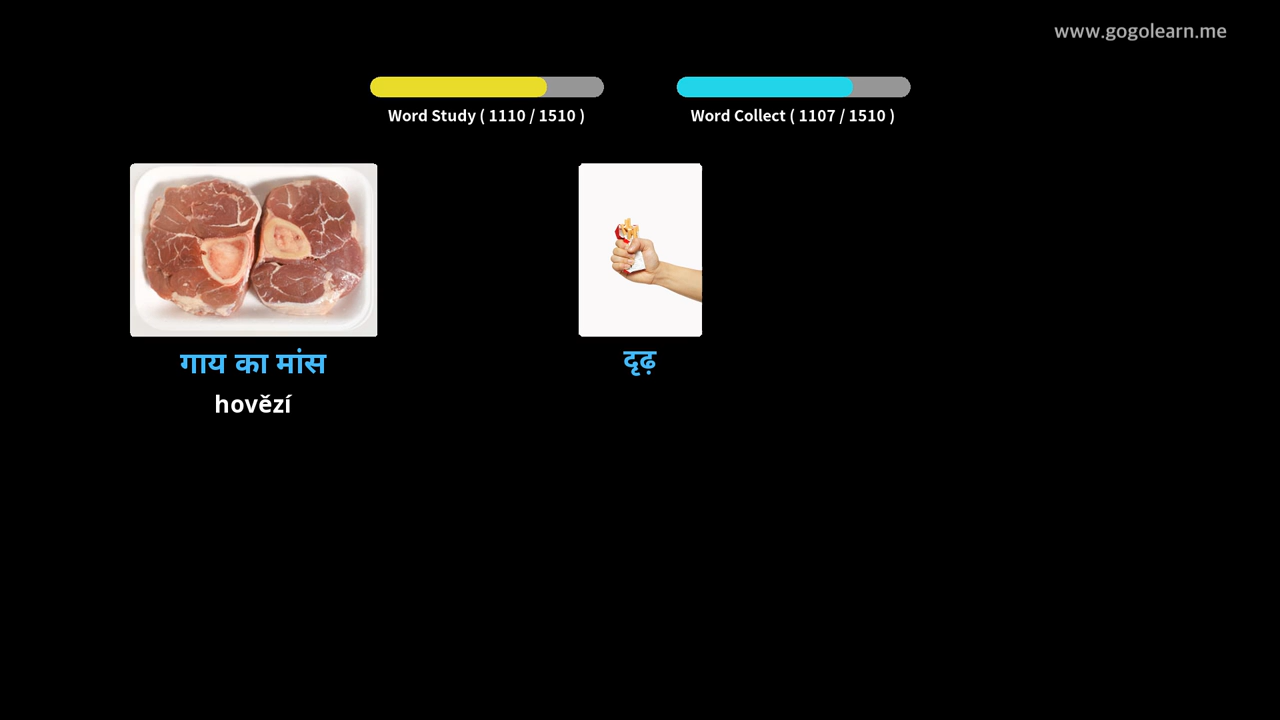 www.gogolearn.me
Word Study ( 1110 / 1510 )
Word Collect ( 1107 / 1510 )
गाय का मांस
hovězí
दृढ़